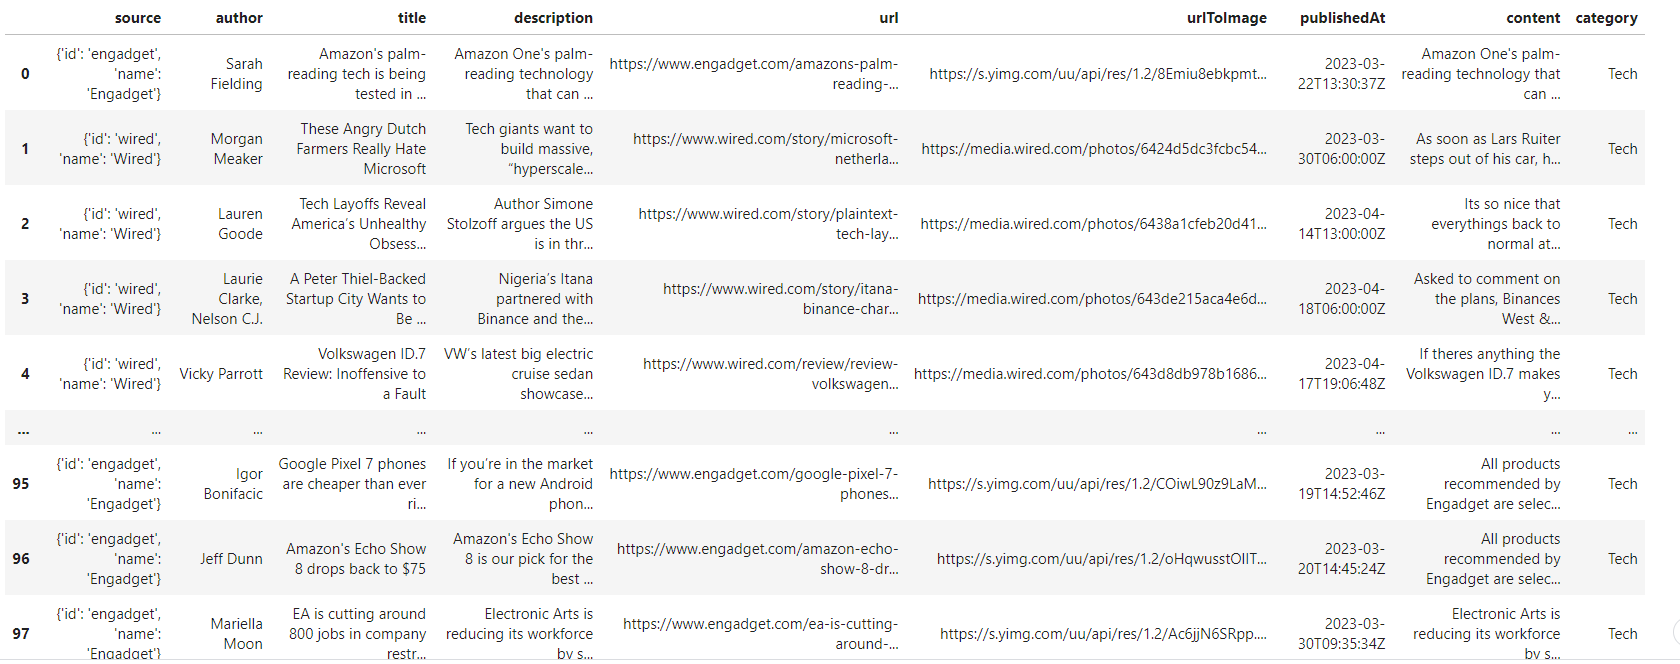 source author title description url urlToImage publishedAt content category
0 {'id': 'engadget', 'name': 'Engadget'} Sarah Fielding Amazon's palm-reading tech is being tested in ... Amazon One's palm-reading technology that can ... https://www.engadget.com/amazons-palm-reading-... https://s.yimg.com/uu/api/res/1.2/8Emiu8ebkpmt... 2023-03-22T13:30:37Z Amazon One's palm-reading technology that can ... Tech
1 {'id': 'wired', 'name': 'Wired'} Morgan Meaker These Angry Dutch Farmers Really Hate Microsoft Tech giants want to build massive, “hyperscale... https://www.wired.com/story/microsoft-netherla... https://media.wired.com/photos/6424d5dc3fcbc54... 2023-03-30T06:00:00Z As soon as Lars Ruiter steps out of his car, h... Tech
2 {'id': 'wired', 'name': 'Wired'} Lauren Goode Tech Layoffs Reveal America’s Unhealthy Obsess... Author Simone Stolzoff argues the US is in thr... https://www.wired.com/story/plaintext-tech-lay... https://media.wired.com/photos/6438a1cfeb20d41... 2023-04-14T13:00:00Z Its so nice that everythings back to normal at... Tech
3 {'id': 'wired', 'name': 'Wired'} Laurie Clarke, Nelson C.J. A Peter Thiel-Backed Startup City Wants to Be ... Nigeria’s Itana partnered with Binance and the... https://www.wired.com/story/itana-binance-char... https://media.wired.com/photos/643de215aca4e6d... 2023-04-18T06:00:00Z Asked to comment on the plans, Binances West &... Tech
4 {'id': 'wired', 'name': 'Wired'} Vicky Parrott Volkswagen ID.7 Review: Inoffensive to a Fault VW’s latest big electric cruise sedan showcase... https://www.wired.com/review/review-volkswagen... https://media.wired.com/photos/643d8db978b1686... 2023-04-17T19:06:48Z If theres anything the Volkswagen ID.7 makes y... Tech
... ... ... ... ... ... ... ... ... ...
95 {'id': 'engadget', 'name': 'Engadget'} Igor Bonifacic Google Pixel 7 phones are cheaper than ever ri... If you’re in the market for a new Android phon... https://www.engadget.com/google-pixel-7-phones... https://s.yimg.com/uu/api/res/1.2/COiwL90z9LaM... 2023-03-19T14:52:46Z All products recommended by Engadget are selec... Tech
96 {'id': 'engadget', 'name': 'Engadget'} Jeff Dunn Amazon's Echo Show 8 drops back to $75 Amazon's Echo Show 8 is our pick for the best ... https://www.engadget.com/amazon-echo-show-8-dr... https://s.yimg.com/uu/api/res/1.2/oHqwusstOIIT... 2023-03-20T14:45:24Z All products recommended by Engadget are selec... Tech
97 {'id': 'engadget', 'name': 'Engadget'} Mariella Moon EA is cutting around 800 jobs in company restr... Electronic Arts is reducing its workforce by s... https://www.engadget.com/ea-is-cutting-around-... https://s.yimg.com/uu/api/res/1.2/Ac6jjN6SRpp.... 2023-03-30T09:35:34Z Electronic Arts is reducing its workforce by s... Tech